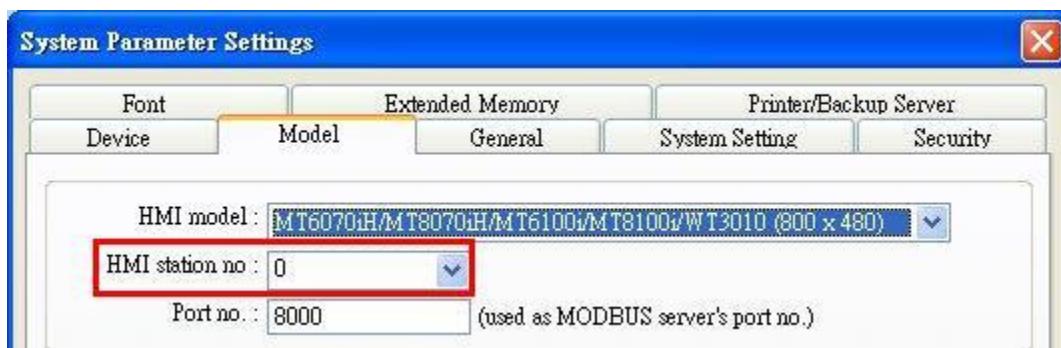 System Parameter Settings
Font Extended Memory Printer/Backup Server
Device Model General System Setting Security
HMI model : MT6070iH/MT8070iH/MT6100i/MT8100i/WT3010 (800 x 480)
HMI station no : 0
Port no. : 8000 (used as MODBUS server's port no.)